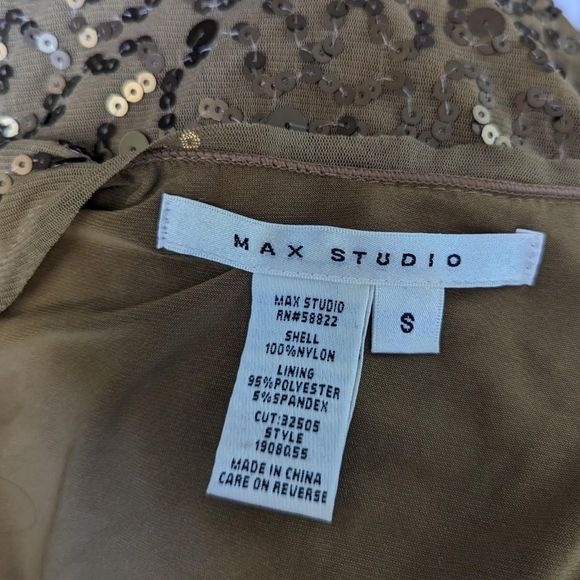 MAX STUDIO
S
MAX STUDIO
RN#58822
SHELL
100%NYLON
LINING
95%POLYESTER
5%SPANDEX
CUT:32505
STYLE
1908055
MADE IN CHINA
CARE ON REVERSE